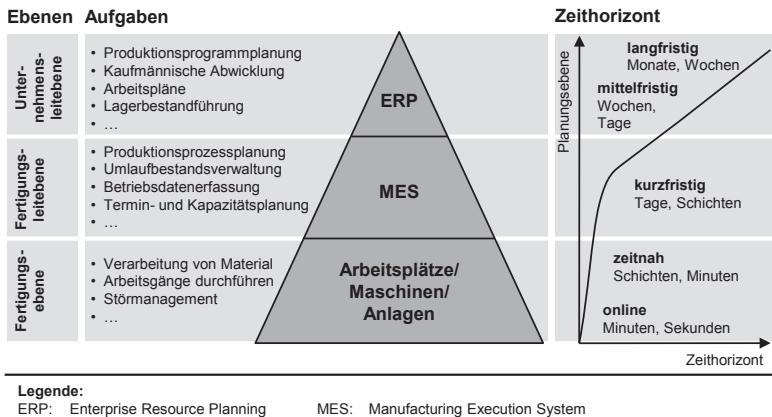 Ebenen Aufgaben
Zeithorizont
Unter-
nehmens-
leitebene
• Produktionsprogrammplanung
• Kaufmännische Abwicklung
• Arbeitspläne
• Lagerbestandführung
• …
ERP
Fertigungs-
leitebene
• Produktionsprozessplanung
• Umlaufbestandsverwaltung
• Betriebsdatenerfassung
• Termin- und Kapazitätsplanung
• …
MES
Fertigungs-
ebene
• Verarbeitung von Material
• Arbeitsgänge durchführen
• Störmanagement
• …
Arbeitsplätze/
Maschinen/
Anlagen
Planungsebene
langfristig
Monate, Wochen
mittelfristig
Wochen,
Tage
kurzfristig
Tage, Schichten
zeitnah
Schichten, Minuten
online
Minuten, Sekunden
Zeithorizont
Legende:
ERP: Enterprise Resource Planning MES: Manufacturing Execution System